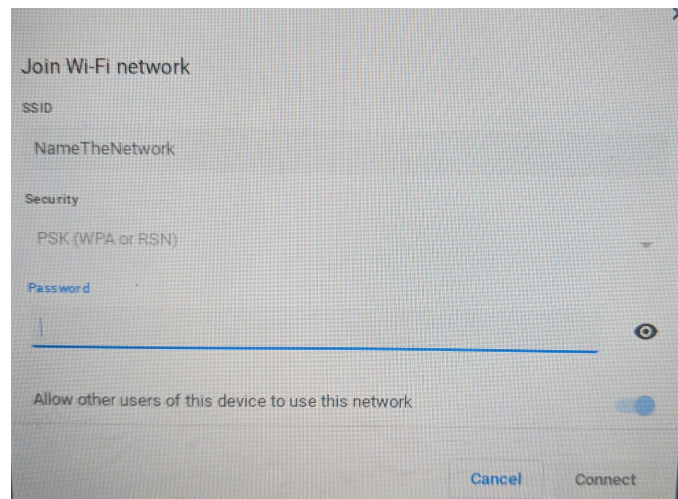 Join Wi-Fi network
SSID
NameTheNetwork
Security
PSK (WPA or RSN)
Password
Allow other users of this device to use this network
Cancel
Connect